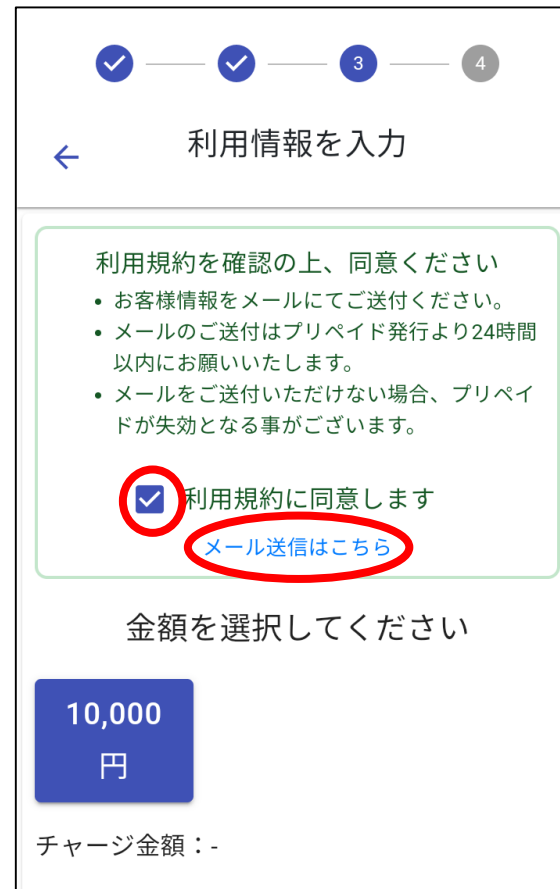 3
4
利用情報を入力
利用規約を確認の上、同意ください
• お客様情報をメールにてご送付ください。
• メールのご送付はプリペイド発行より24時間
以内にお願いいたします。
• メールをご送付いただけない場合、プリペイ
ドが失効となる事がございます。
利用規約に同意します
メール送信はこちら
金額を選択してください
10,000
円
チャージ金額：-